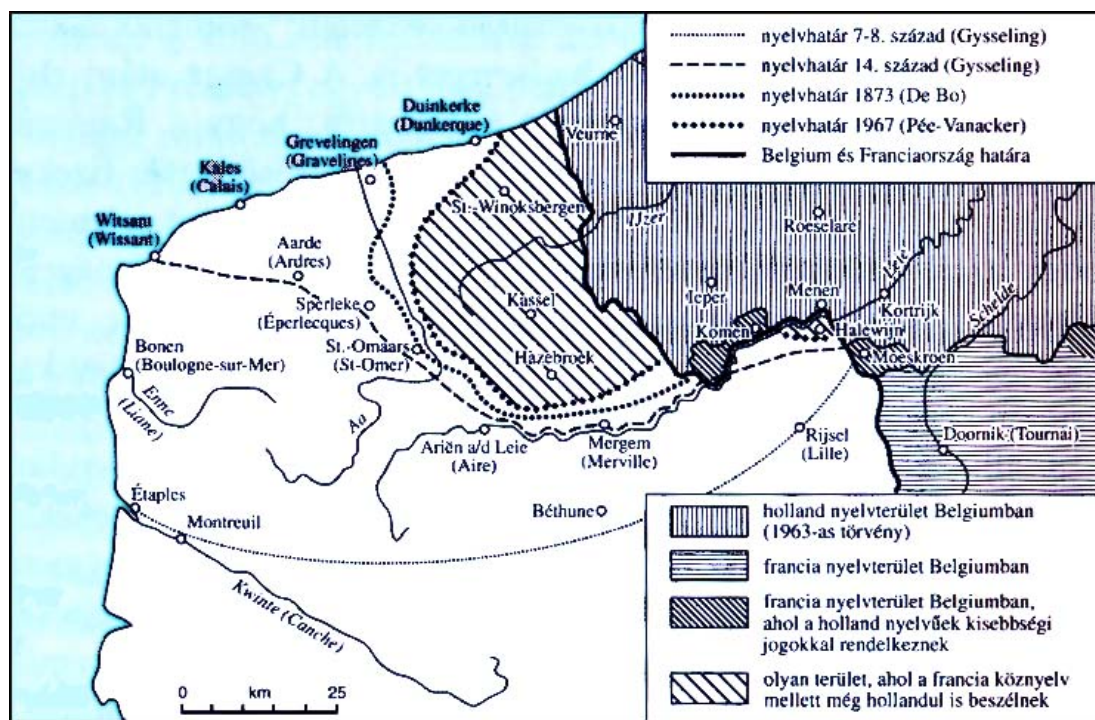 nyelvhatár 7-8. század (Gysseling)
nyelvhatár 14. század (Gysseling)
nyelvhatár 1873 (De Bo)
nyelvhatár 1967 (Pée-Vanacker)
Belgium és Franciaország határa
Duinkerke
(Dunkerque)
Veurne
Grevelingen
(Gravelines)
Kales
(Calais)
St.-Winoksbergen
IJzer
Roeselare
Witsant
(Wissant)
Aarde
(Ardres)
Leie
Ieper
Menen
Schelde
Sperleke
(Éperlecques)
Kassel
Kortrijk
Komen
Halewijn
Bonen
(Boulogne-sur-Mer)
St.-Omaars
(St-Omer)
Hazebroek
Moeskroen
Enne
(Liane)
Aa
Ariën a/d Leie
(Aire)
Mergem
(Merville)
Rijsel
(Lille)
Doornik (Tournai)
Étaples
Montreuil
Béthune
Kwinte (Canche)
0 km 25
holland nyelvterület Belgiumban
(1963-as törvény)
francia nyelvterület Belgiumban
francia nyelvterület Belgiumban,
ahol a holland nyelvűek kisebbségi
jogokkal rendelkeznek
olyan terület, ahol a francia köznyelv
mellett még hollandul is beszélnek